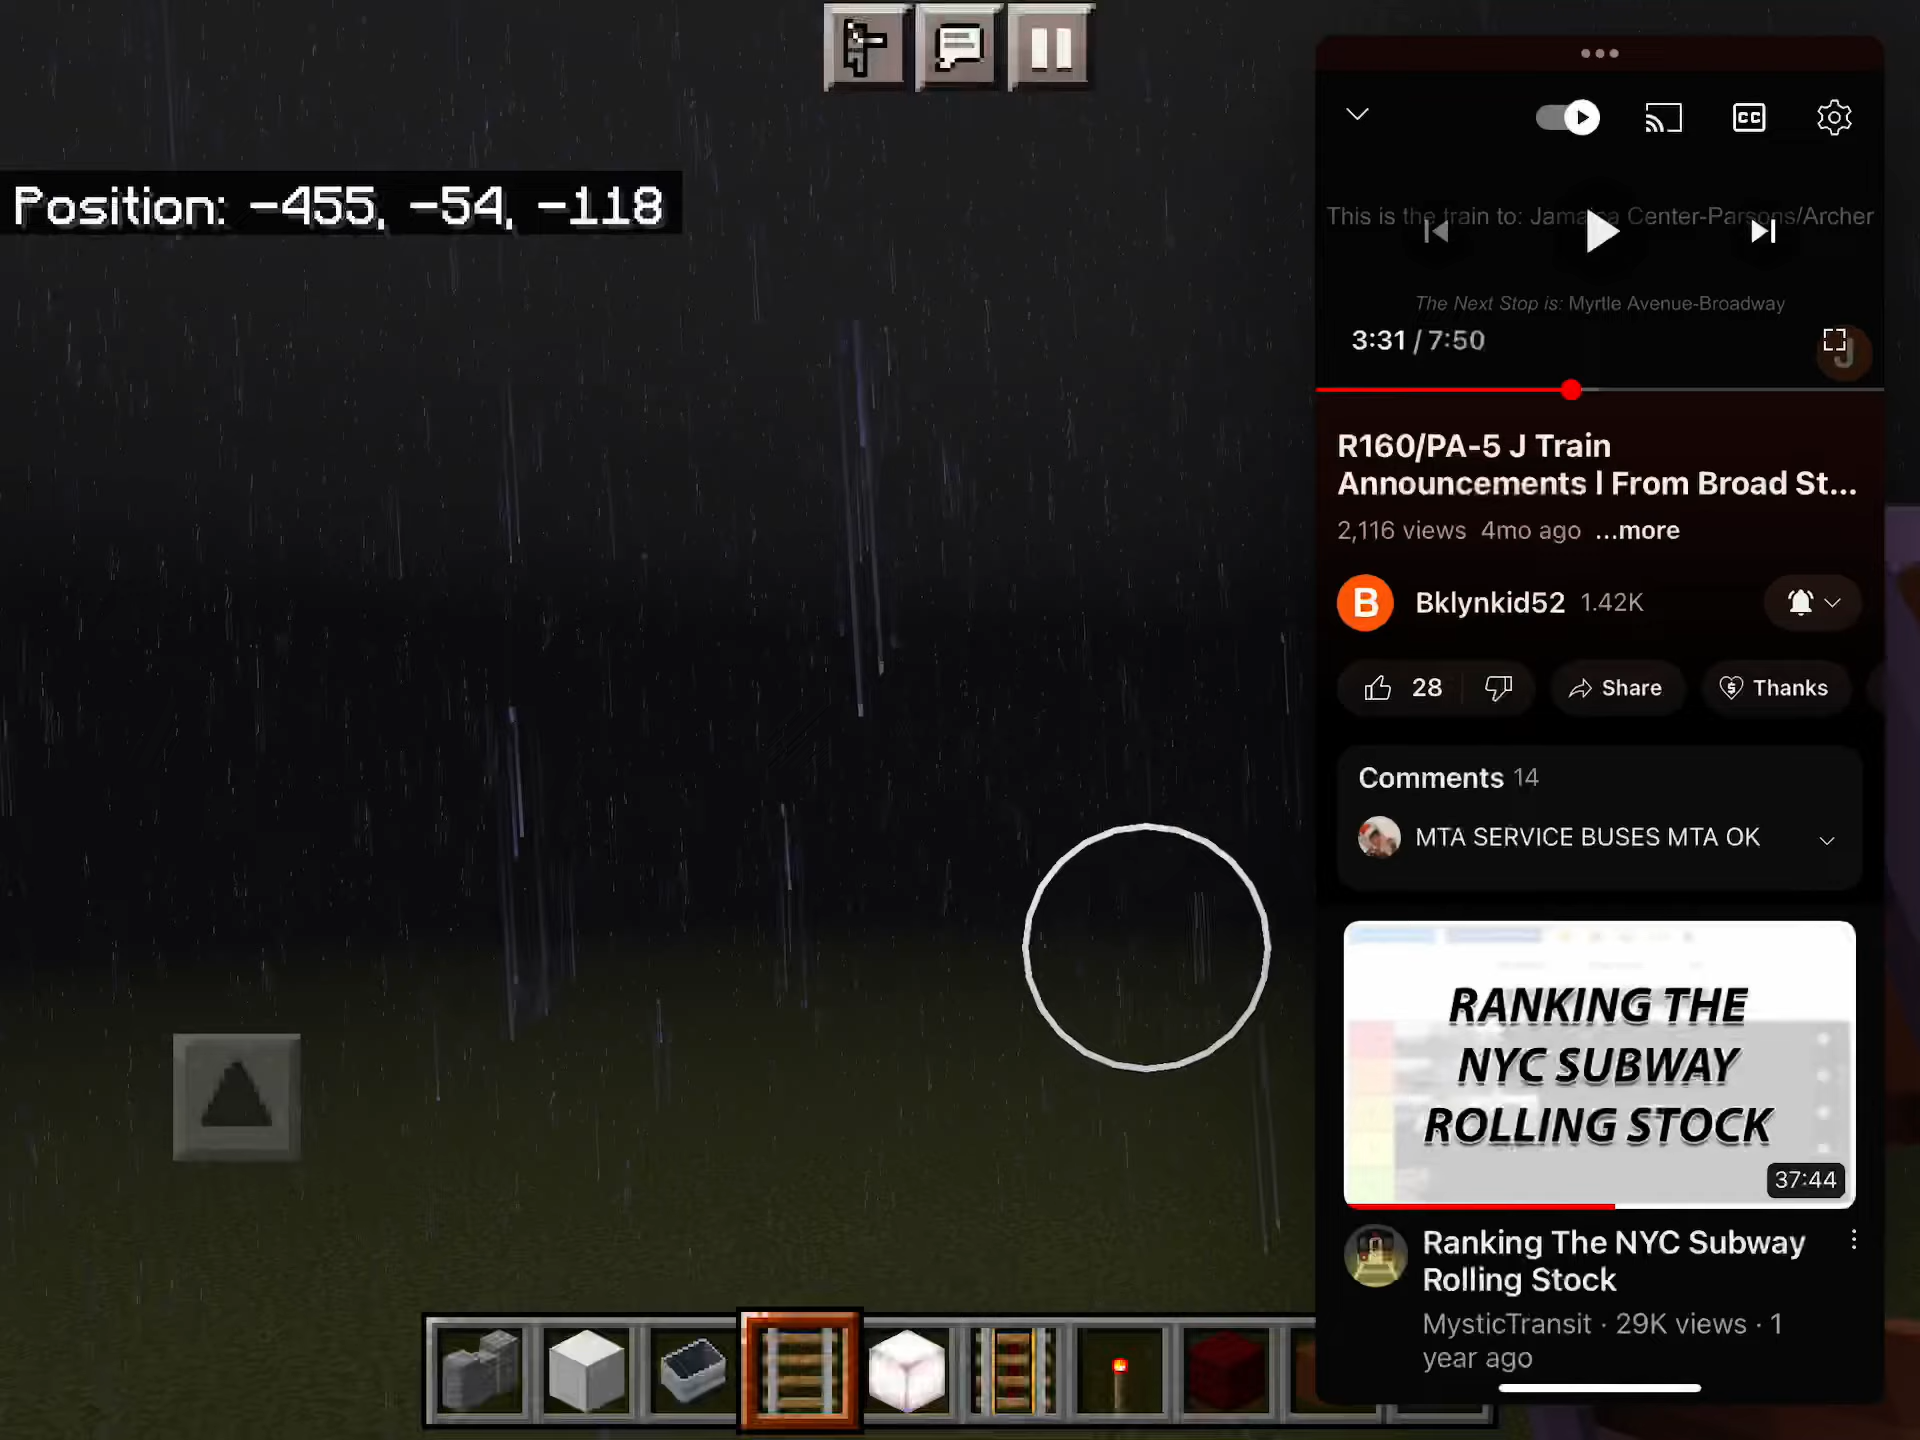 Position: -455, -54, -118
This is the train to: Jamaica Center-Parsons/Archer
The Next Stop is: Myrtle Avenue-Broadway
3:31 / 7:50
J
R160/PA-5 J Train
Announcements l From Broad St...
2,116 views 4mo ago ...more
B
Bklynkid52 1.42K
28
Share
Thanks
Comments 14
MTA SERVICE BUSES MTA OK
RANKING THE
NYC SUBWAY
ROLLING STOCK
37:44
Ranking The NYC Subway
Rolling Stock
MysticTransit · 29K views · 1
year ago